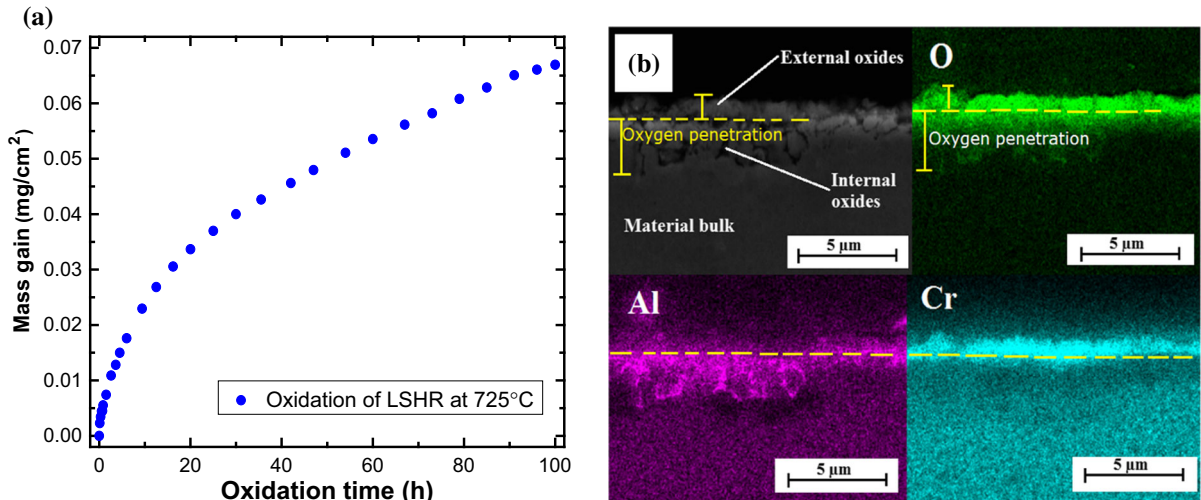 (a)
0.07
0.06
0.05
0.04
0.03
0.02
0.01
0.00
Mass gain (mg/cm²)
Oxidation of LSHR at 725°C
0 20 40 60 80 100
Oxidation time (h)
(b)
External oxides
Oxygen penetration
Internal oxides
Material bulk
5 µm
O
Oxygen penetration
5 µm
Al
5 µm
Cr
5 µm